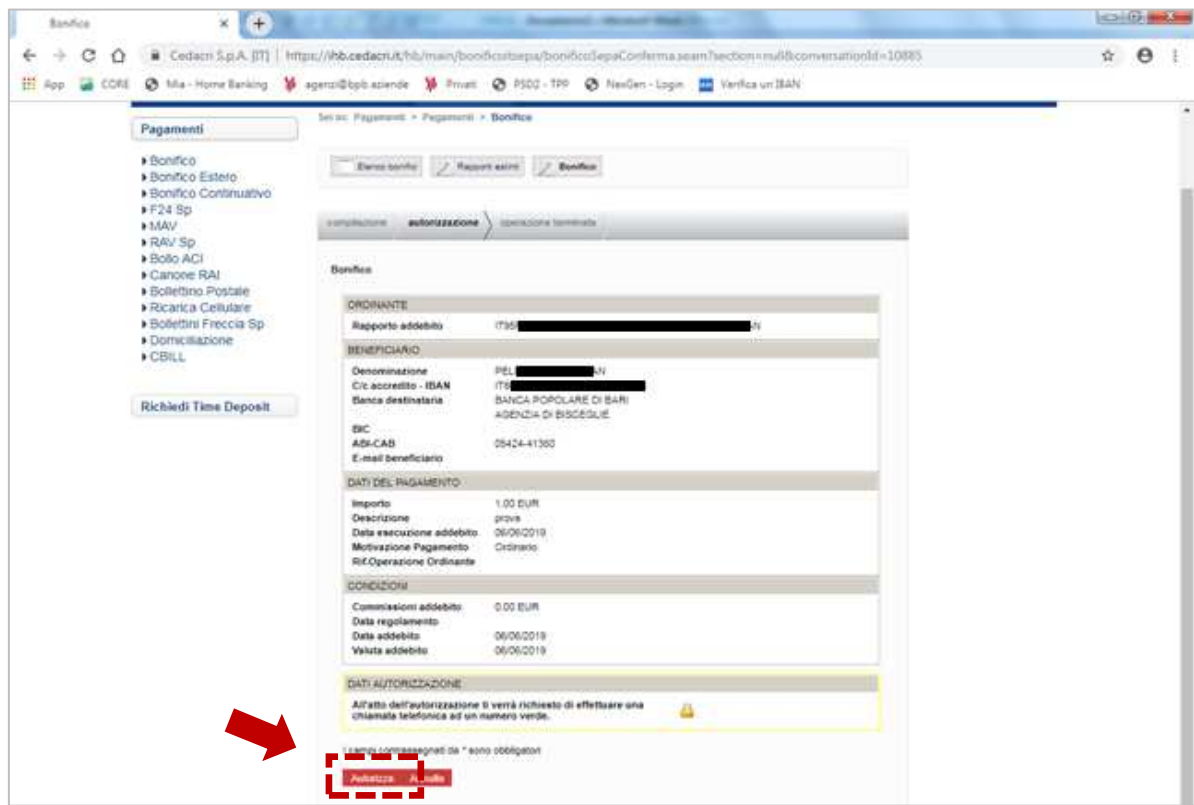 Bonifico
Cedacri S.p.A. [IT] | https://ihb.cedacri.it/hb/main/bonificoitsepa/bonificoSepaConferma.seam?section=null&conversationId=10885
App CORE Mia - Home Banking agenzi@bpb aziende Privati PSD2 - TPP NexGen - Login Verifica un IBAN
Sei in: Pagamenti > Pagamenti > Bonifico
Pagamenti
Elenco bonifici Rapporti esteri Bonifico
Bonifico
Bonifico Estero
Bonifico Continuativo
F24 Sp
MAV
RAV Sp
Bollo ACI
Canone RAI
Bollettino Postale
Ricarica Cellulare
Bollettini Freccia Sp
Domiciliazione
CBILL
Richiedi Time Deposit
compilazione autorizzazione operazione terminata
Bonifico
ORDINANTE
Rapporto addebito
BENEFICIARIO
Denominazione PEL
C/c accredito - IBAN
Banca destinataria BANCA POPOLARE DI BARI
AGENZIA DI BISCEGLIE
BIC
ABI-CAB 05424-41360
E-mail beneficiario
DATI DEL PAGAMENTO
Importo 1.00 EUR
Descrizione prova
Data esecuzione addebito 06/06/2019
Motivazione Pagamento Ordinario
Rif.Operazione Ordinante
CONDIZIONI
Commissioni addebito 0.00 EUR
Data regolamento
Data addebito 06/06/2019
Valuta addebito 06/06/2019
DATI AUTORIZZAZIONE
All'atto dell'autorizzazione ti verrà richiesto di effettuare una
chiamata telefonica ad un numero verde.
I campi contrassegnati da * sono obbligatori
Autorizza Annulla